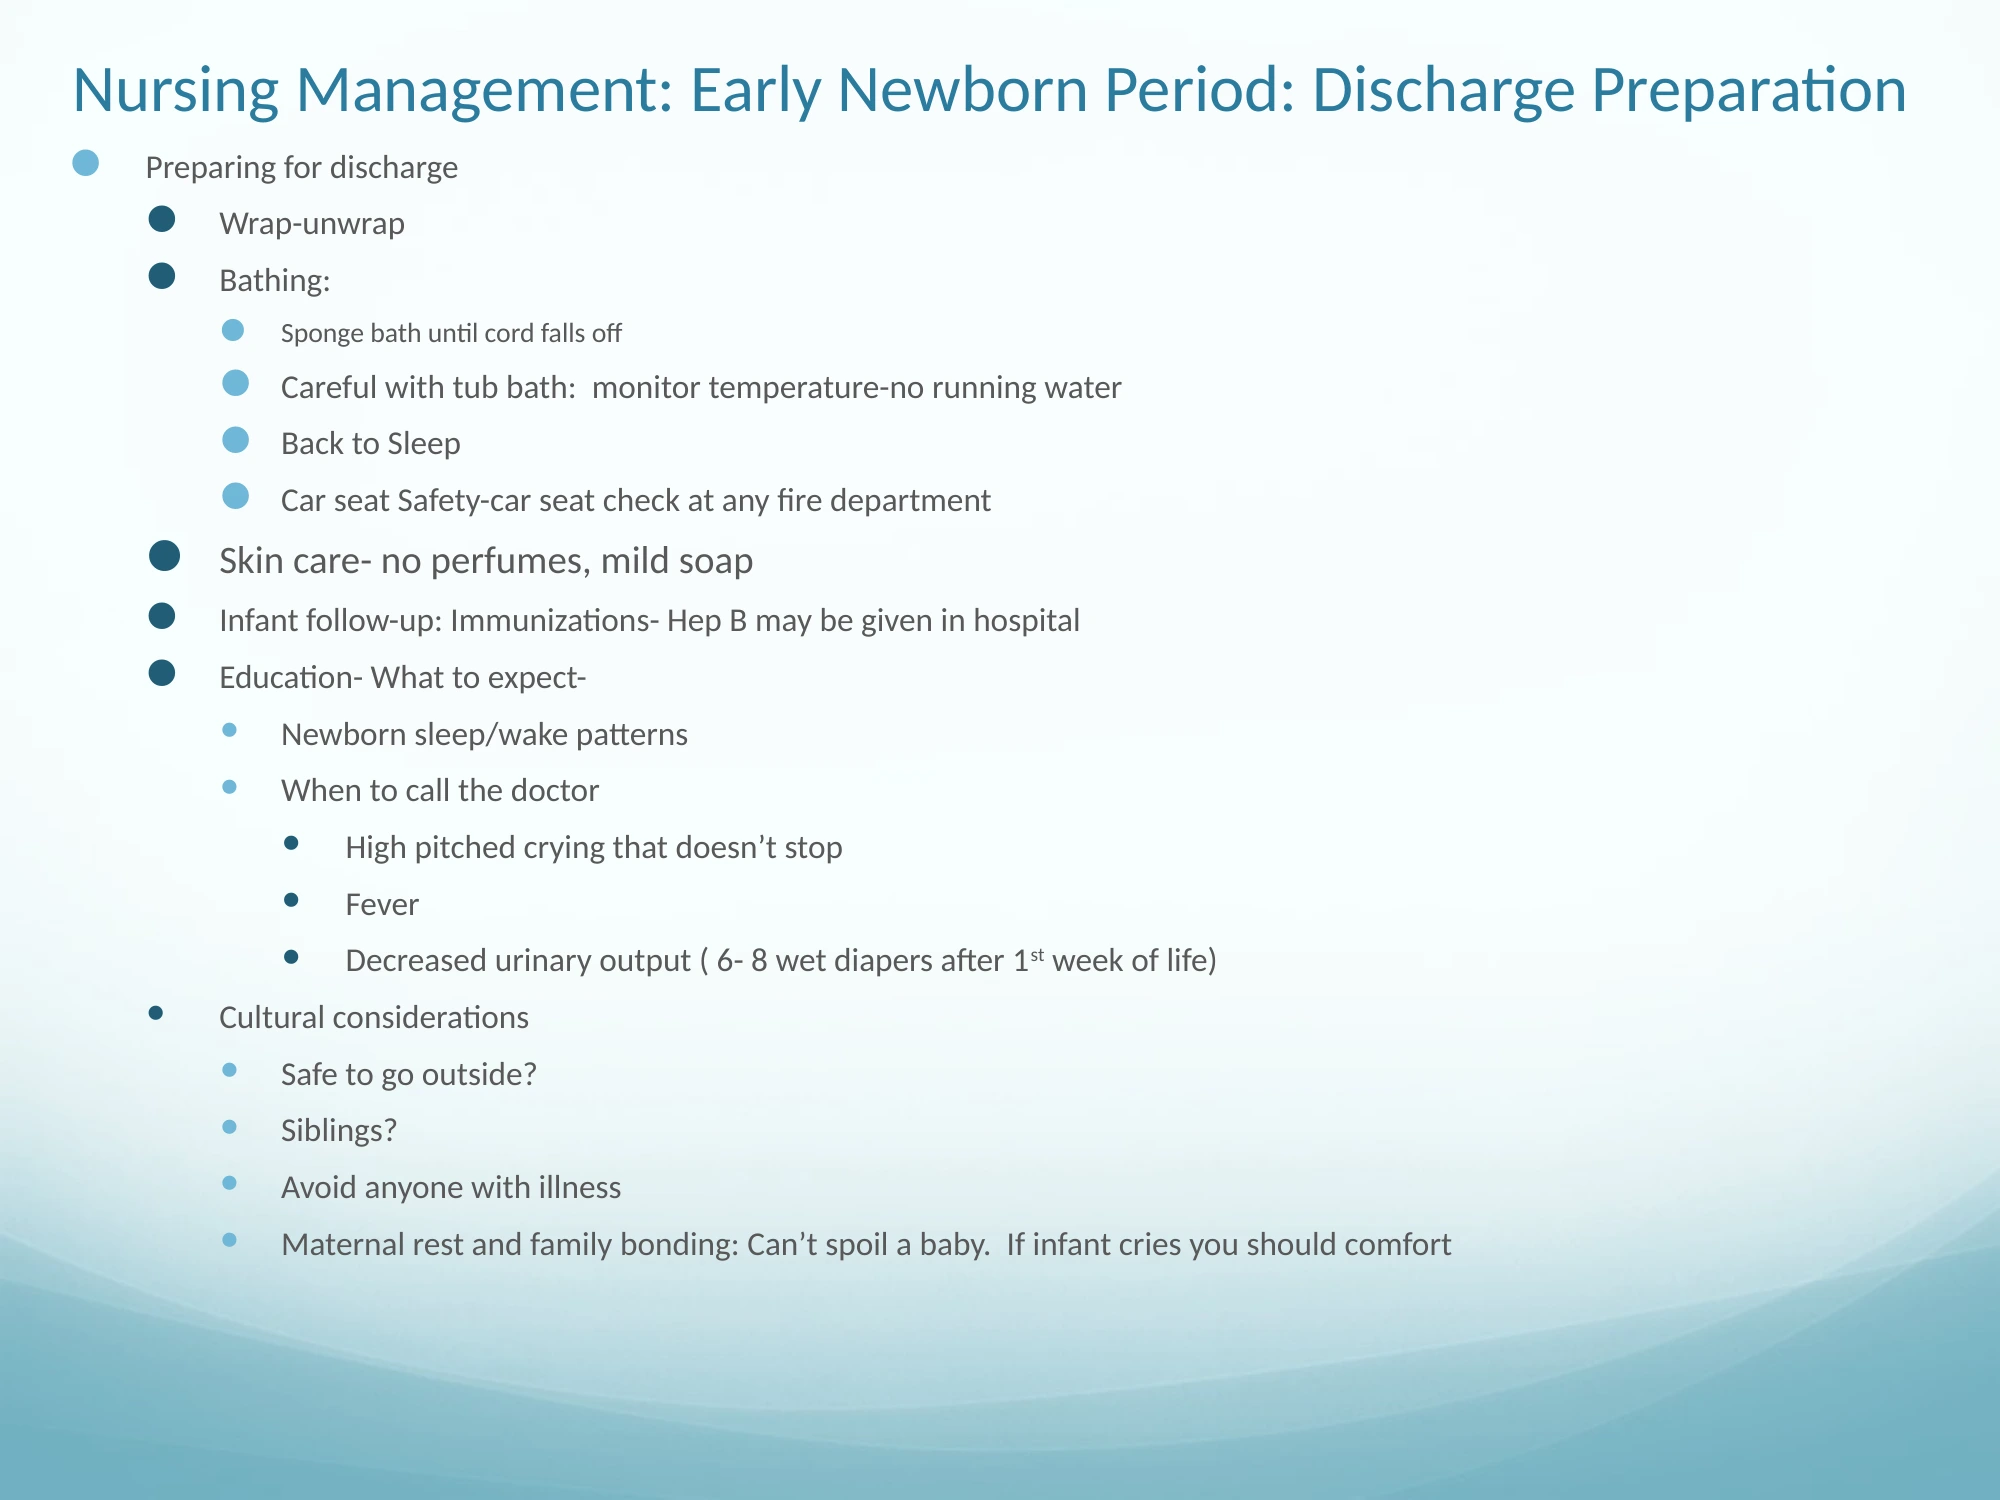 Nursing Management: Early Newborn Period: Discharge Preparation
Preparing for discharge
Wrap-unwrap
Bathing:
Sponge bath until cord falls off
Careful with tub bath:  monitor temperature-no running water
Back to Sleep
Car seat Safety-car seat check at any fire department
Skin care- no perfumes, mild soap
Infant follow-up: Immunizations- Hep B may be given in hospital
Education- What to expect-
Newborn sleep/wake patterns
When to call the doctor
High pitched crying that doesn’t stop
Fever
Decreased urinary output ( 6- 8 wet diapers after 1st week of life)
Cultural considerations
Safe to go outside?
Siblings?
Avoid anyone with illness
Maternal rest and family bonding: Can’t spoil a baby.  If infant cries you should comfort